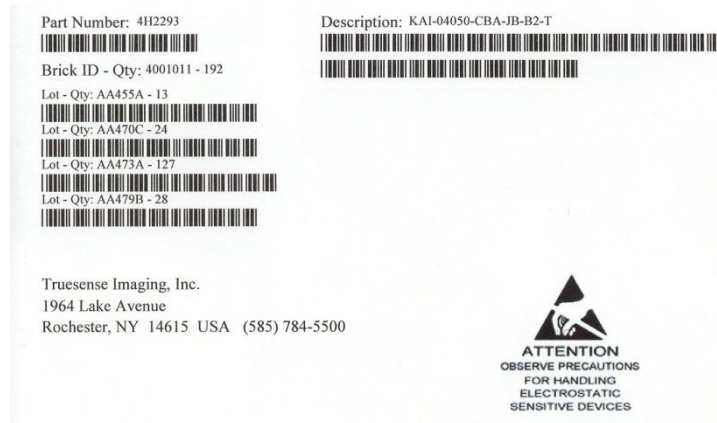 Part Number: 4H2293
Description: KAI-04050-CBA-JB-B2-T
Brick ID - Qty: 4001011 - 192
Lot - Qty: AA455A - 13
Lot - Qty: AA470C - 24
Lot - Qty: AA473A - 127
Lot - Qty: AA479B - 28
Truesense Imaging, Inc.
1964 Lake Avenue
Rochester, NY 14615 USA (585) 784-5500
ATTENTION
OBSERVE PRECAUTIONS
FOR HANDLING
ELECTROSTATIC
SENSITIVE DEVICES